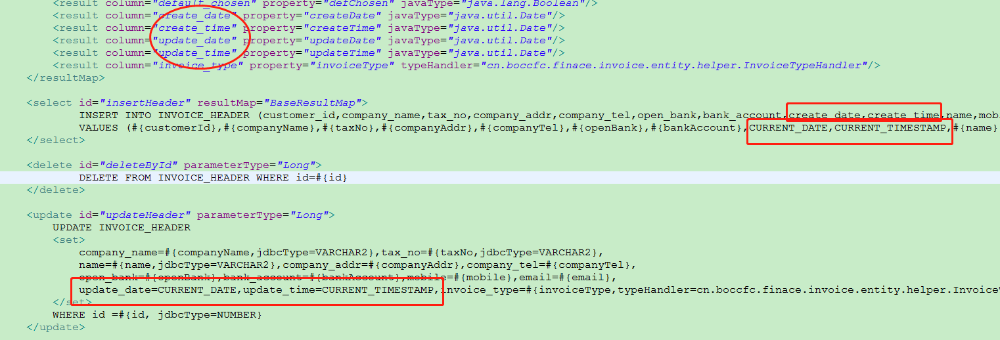 <result column="default_chosen" property="defChosen" javaType="java.lang.Boolean"/>
<result column="create_date" property="createDate" javaType="java.util.Date"/>
<result column="create_time" property="createTime" javaType="java.util.Date"/>
<result column="update_date" property="updateDate" javaType="java.util.Date"/>
<result column="update_time" property="updateTime" javaType="java.util.Date"/>
<result column="invoice_type" property="invoiceType" typeHandler="cn.boccfc.finace.invoice.entity.helper.InvoiceTypeHandler"/>
</resultMap>
<select id="insertHeader" resultMap="BaseResultMap">
INSERT INTO INVOICE_HEADER (customer_id,company_name,tax_no,company_addr,company_tel,open_bank,bank_account,create_date,create_time,name,mobi
VALUES (#{customerId},#{companyName},#{taxNo},#{companyAddr},#{companyTel},#{openBank},#{bankAccount},CURRENT_DATE,CURRENT_TIMESTAMP,#{name}
</select>
<delete id="deleteById" parameterType="Long">
DELETE FROM INVOICE_HEADER WHERE id=#{id}
</delete>
<update id="updateHeader" parameterType="Long">
UPDATE INVOICE_HEADER
<set>
company_name=#{companyName,jdbcType=VARCHAR2},tax_no=#{taxNo,jdbcType=VARCHAR2},
name=#{name,jdbcType=VARCHAR2},company_addr=#{companyAddr},company_tel=#{companyTel},
open_bank=#{openBank},bank_account=#{bankAccount},mobile=#{mobile},email=#{email},
update_date=CURRENT_DATE,update_time=CURRENT_TIMESTAMP,invoice_type=#{invoiceType,typeHandler=cn.boccfc.finace.invoice.entity.helper.InvoiceT
</set>
WHERE id =#{id, jdbcType=NUMBER}
</update>